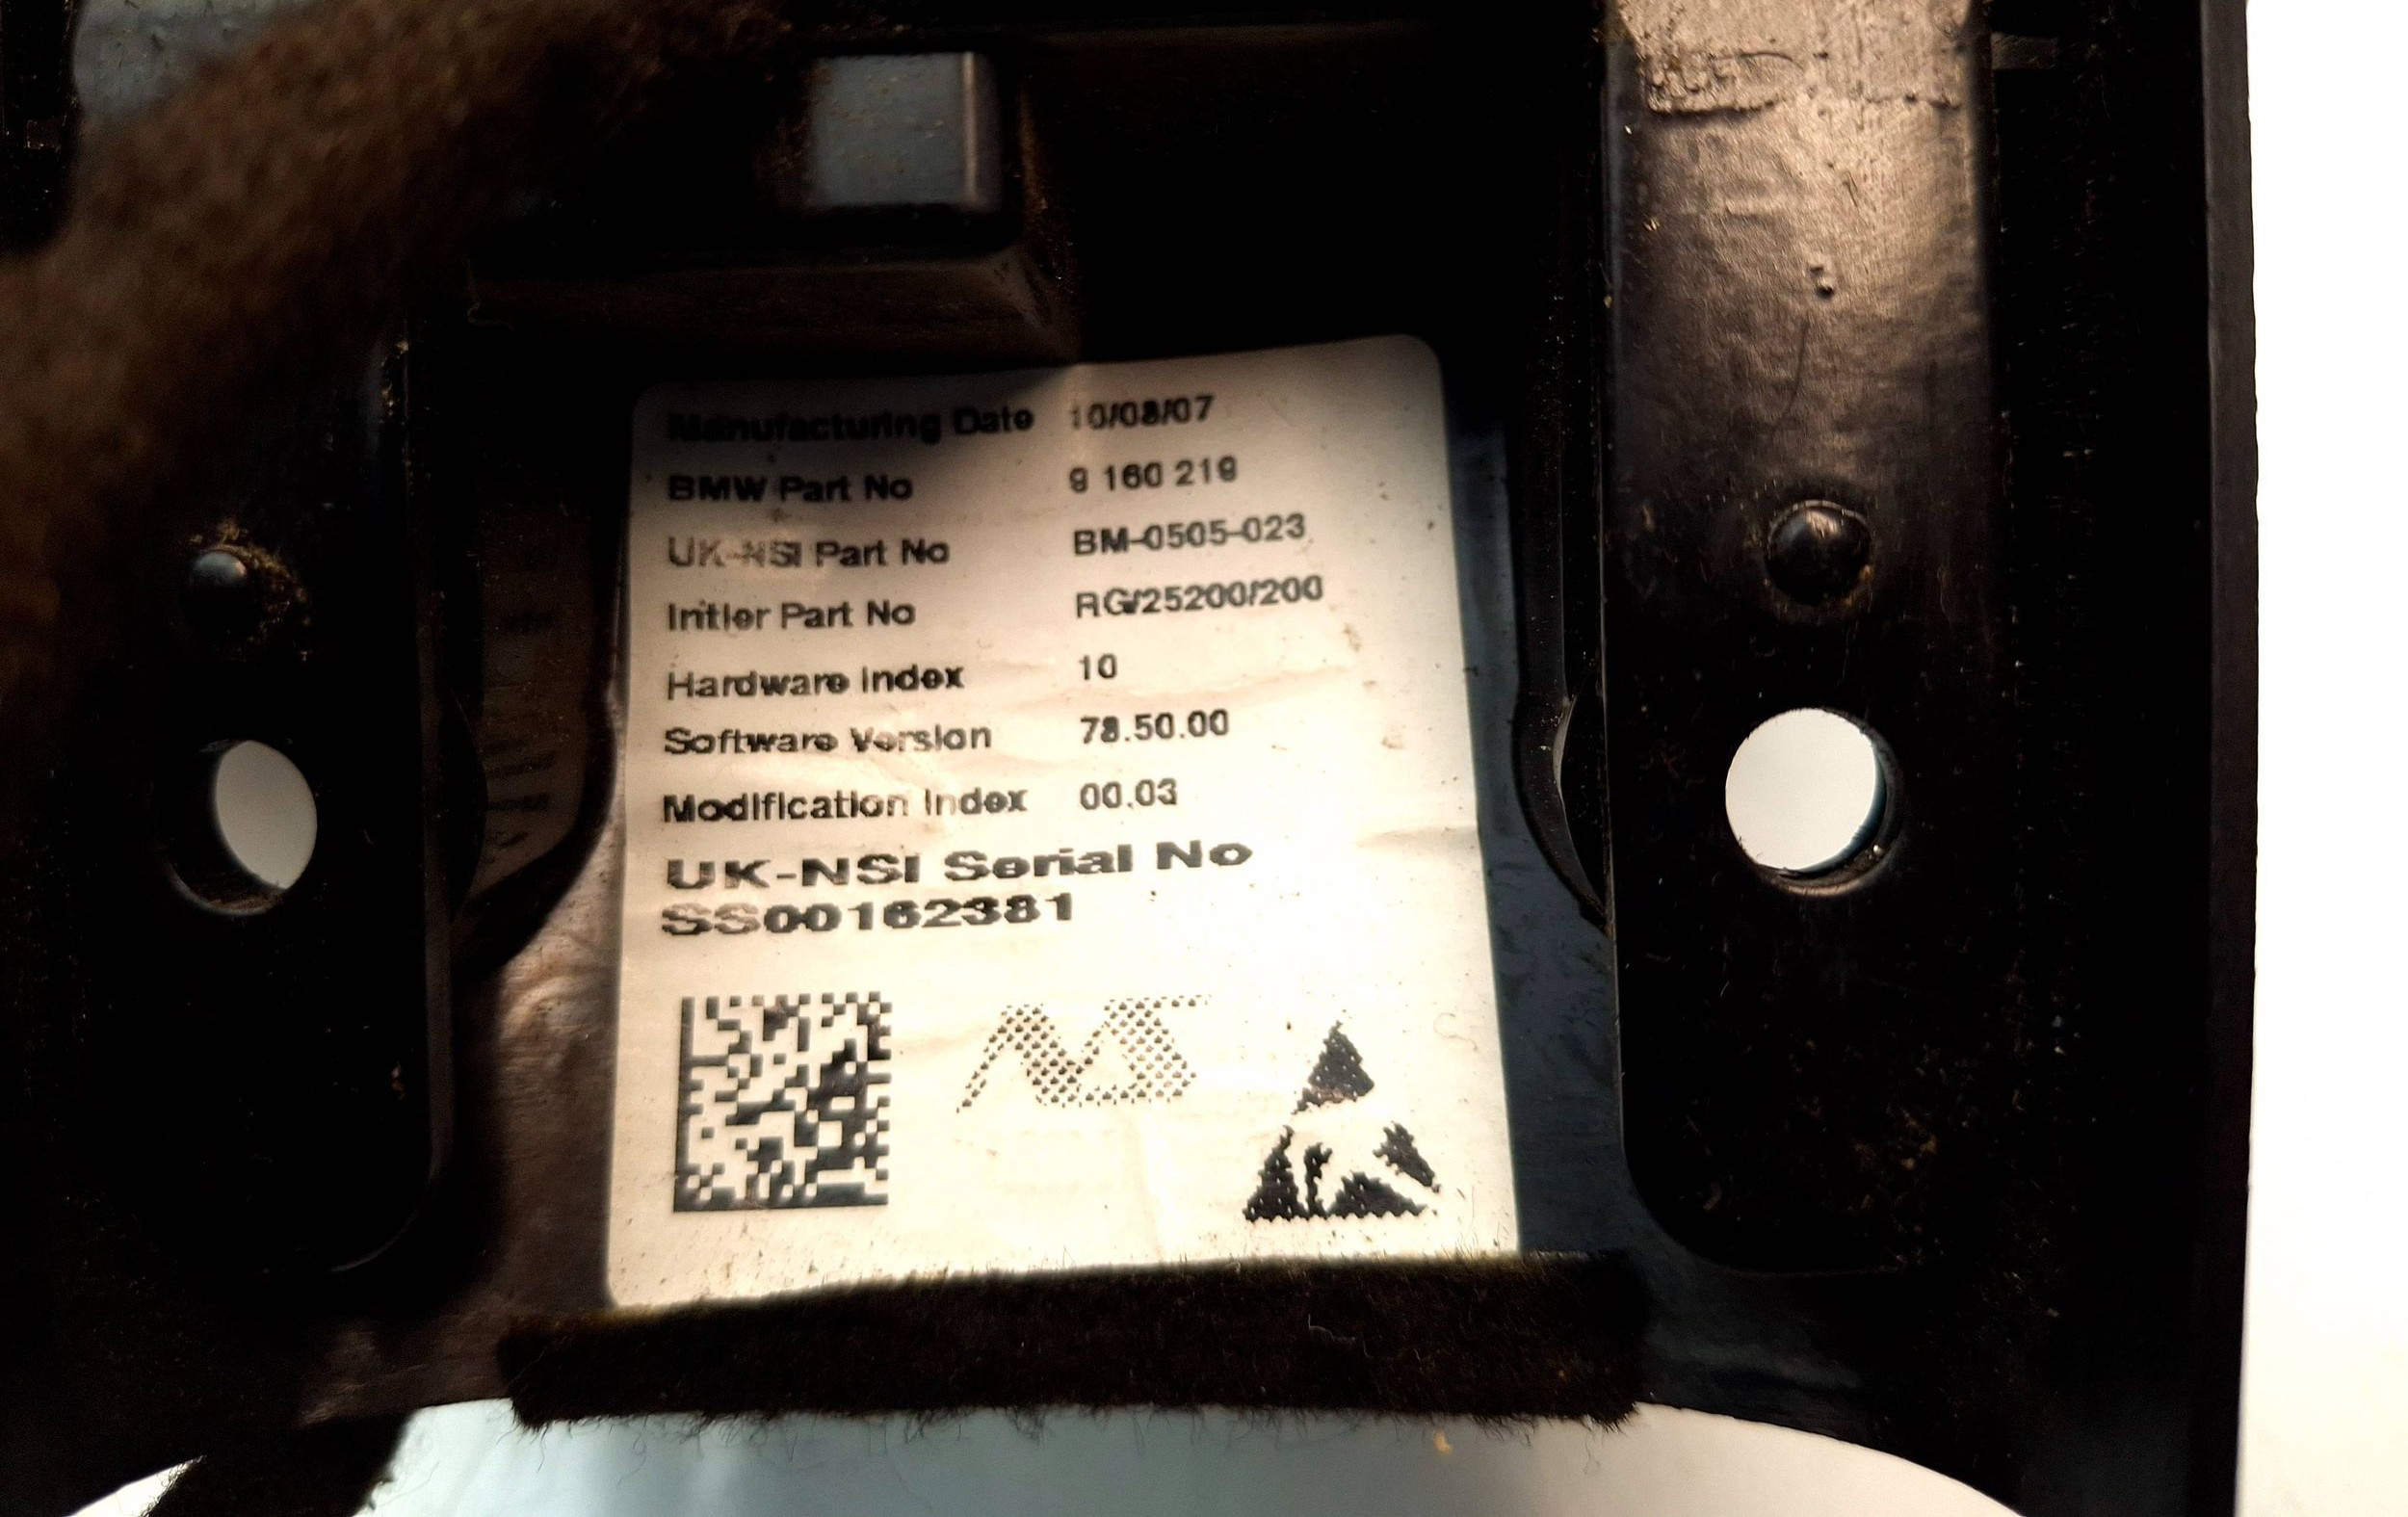 Manufacturing Date 10/08/07
BMW Part No 9 160 219
UK-NSI Part No BM-0505-023
Intier Part No RG/25200/200
Hardware Index 10
Software Version 78.50.00
Modification Index 00.03
UK-NSI Serial No
SS00162381
NS